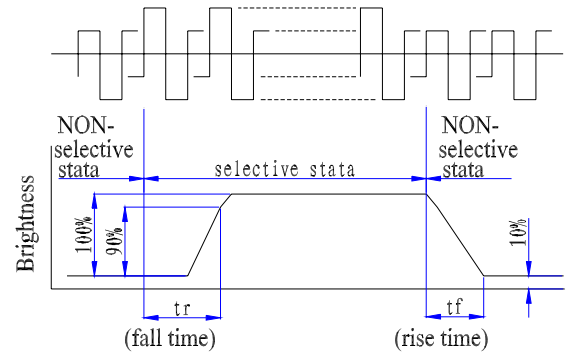 NON-
selective
stata
selective stata
NON-
selective
stata
Brightness
100%
90%
10%
tr
tf
(fall time)
(rise time)